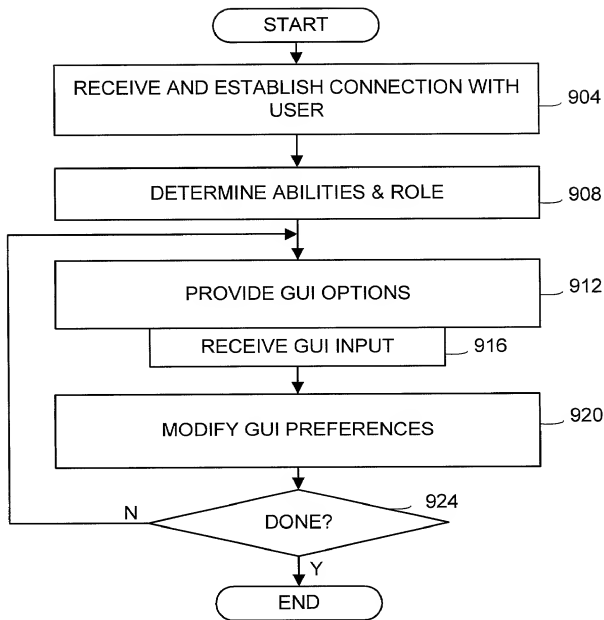 START
RECEIVE AND ESTABLISH CONNECTION WITH
USER
904
DETERMINE ABILITIES & ROLE
908
PROVIDE GUI OPTIONS
912
RECEIVE GUI INPUT
916
MODIFY GUI PREFERENCES
920
N
DONE?
924
Y
END